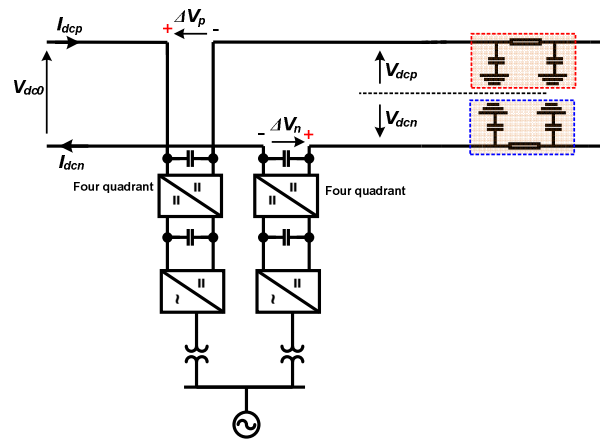 I_dcp
+ ΔV_p -
V_dc0
V_dcp
V_dcn
- ΔV_n +
I_dcn
Four quadrant
=
=
=
=
Four quadrant
=
~
=
~
~